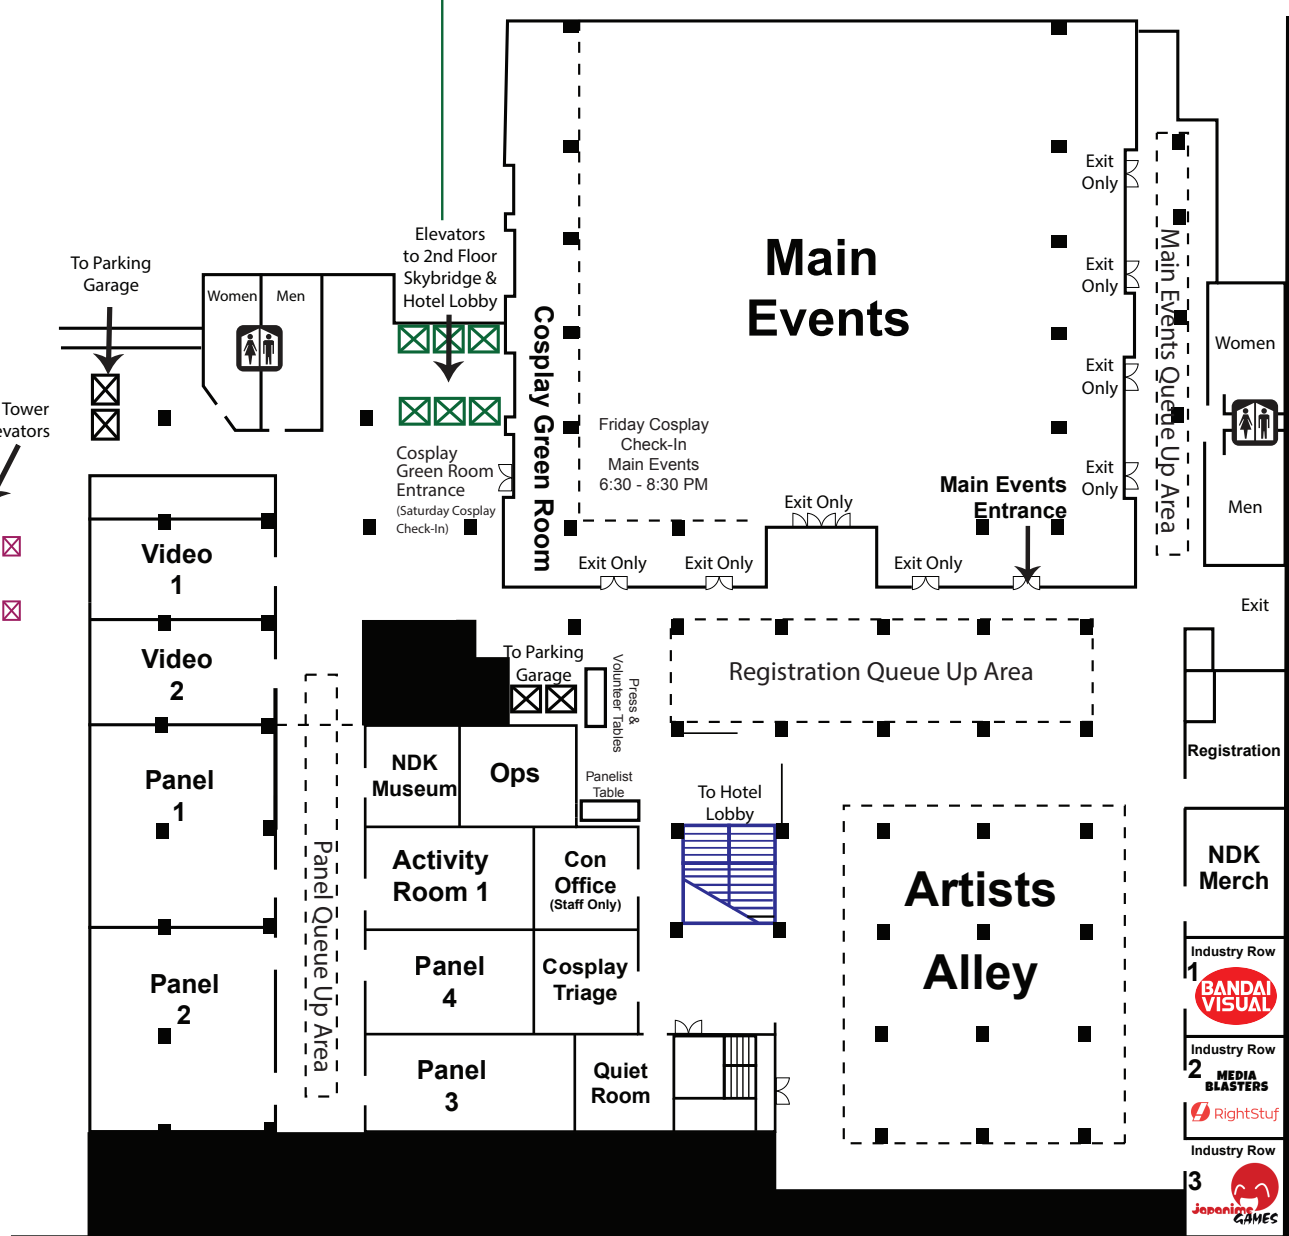 Main
Events
Exit
Only
Exit
Only
Exit
Only
Exit
Only
Main Events Queue Up Area
Elevators
to 2nd Floor
Skybridge &
Hotel Lobby
To Parking
Garage
Women
Men
Tower
Cosplay Green Room
Cosplay
Green Room
Entrance
(Saturday Cosplay
Check-In)
Friday Cosplay
Check-In
Main Events
6:30 - 8:30 PM
Exit Only
Main Events
Entrance
Exit Only
Exit Only
Exit Only
Women
Men
Exit
Video
1
Video
2
Panel
1
Panel
2
Panel Queue Up Area
To Parking
Garage
Press &
Volunteer Tables
Registration Queue Up Area
NDK
Museum
Ops
Panelist
Table
To Hotel
Lobby
Activity
Room 1
Con
Office
(Staff Only)
Panel
4
Cosplay
Triage
Panel
3
Quiet
Room
Artists
Alley
Registration
NDK
Merch
Industry Row
1
BANDAI
VISUAL
Industry Row
2
MEDIA
BLASTERS
RightStuf
Industry Row
3
Japanime
GAMES